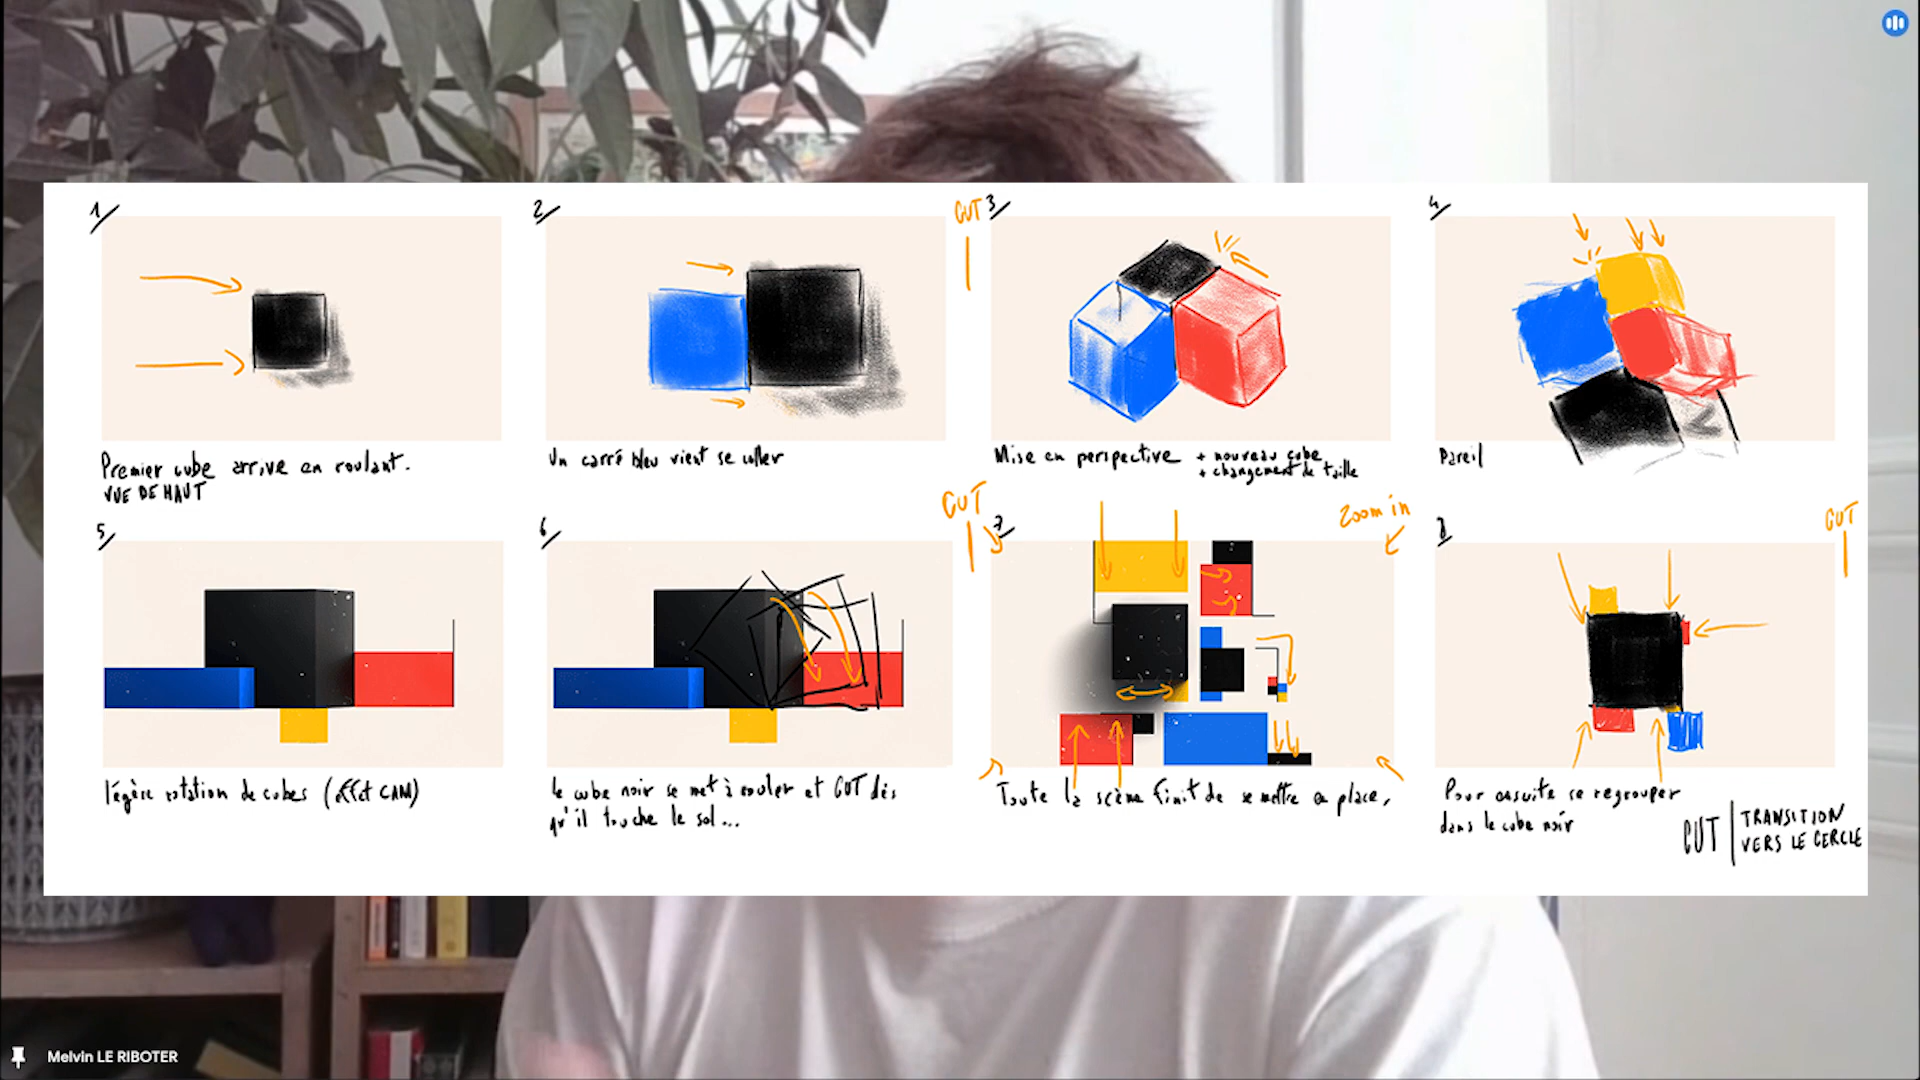 1/
Premier cube arrive en roulant.
VUE DE HAUT
2/
Un carré bleu vient se coller
CUT
3/
Mise en perspective + nouveau cube
+ changement de taille
4/
Pareil
5/
légère rotation de cubes (effet CAM)
6/
le cube noir se met à rouler et CUT dès
qu'il touche le sol...
CUT
7/
Zoom in
Toute la scène finit de se mettre en place,
8/
CUT
Pour ensuite se regrouper
dans le cube noir
CUT | TRANSITION
VERS LE CERCLE
Melvin LE RIBOTER